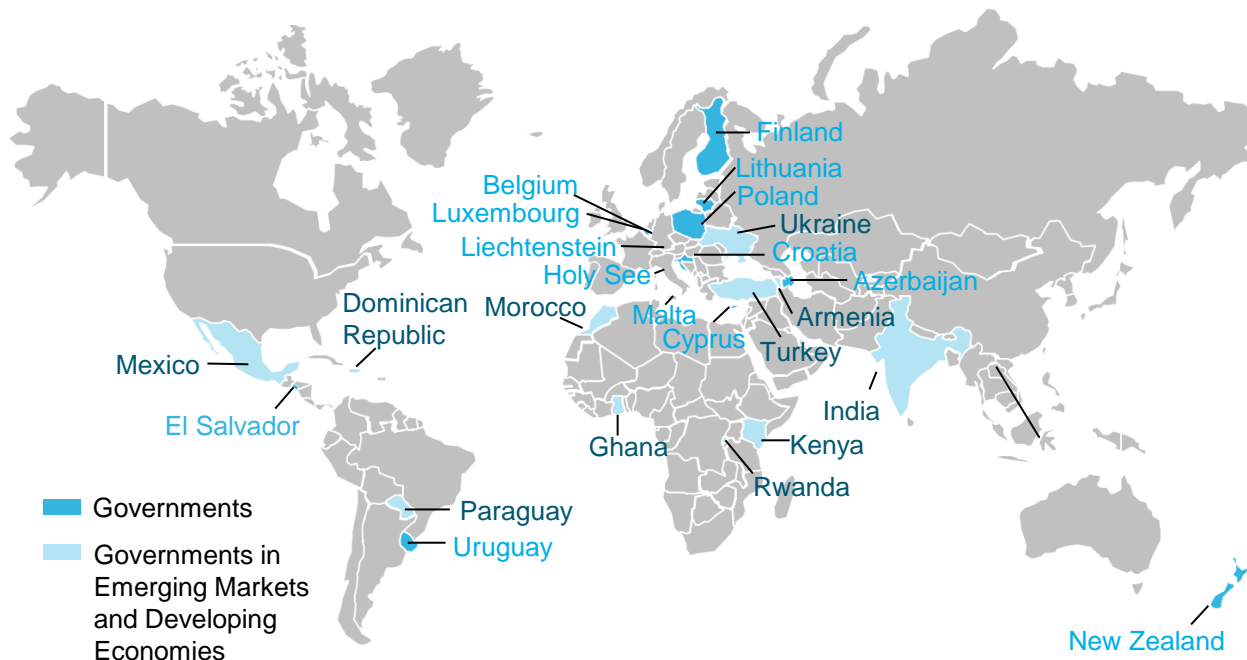 Finland
Lithuania
Belgium
Poland
Luxembourg
Ukraine
Liechtenstein
Croatia
Holy See
Azerbaijan
Dominican
Republic
Morocco
Malta
Armenia
Cyprus
Turkey
Mexico
India
El Salvador
Ghana
Kenya
Rwanda
Governments
Paraguay
Uruguay
Governments in
Emerging Markets
and Developing
Economies
New Zealand